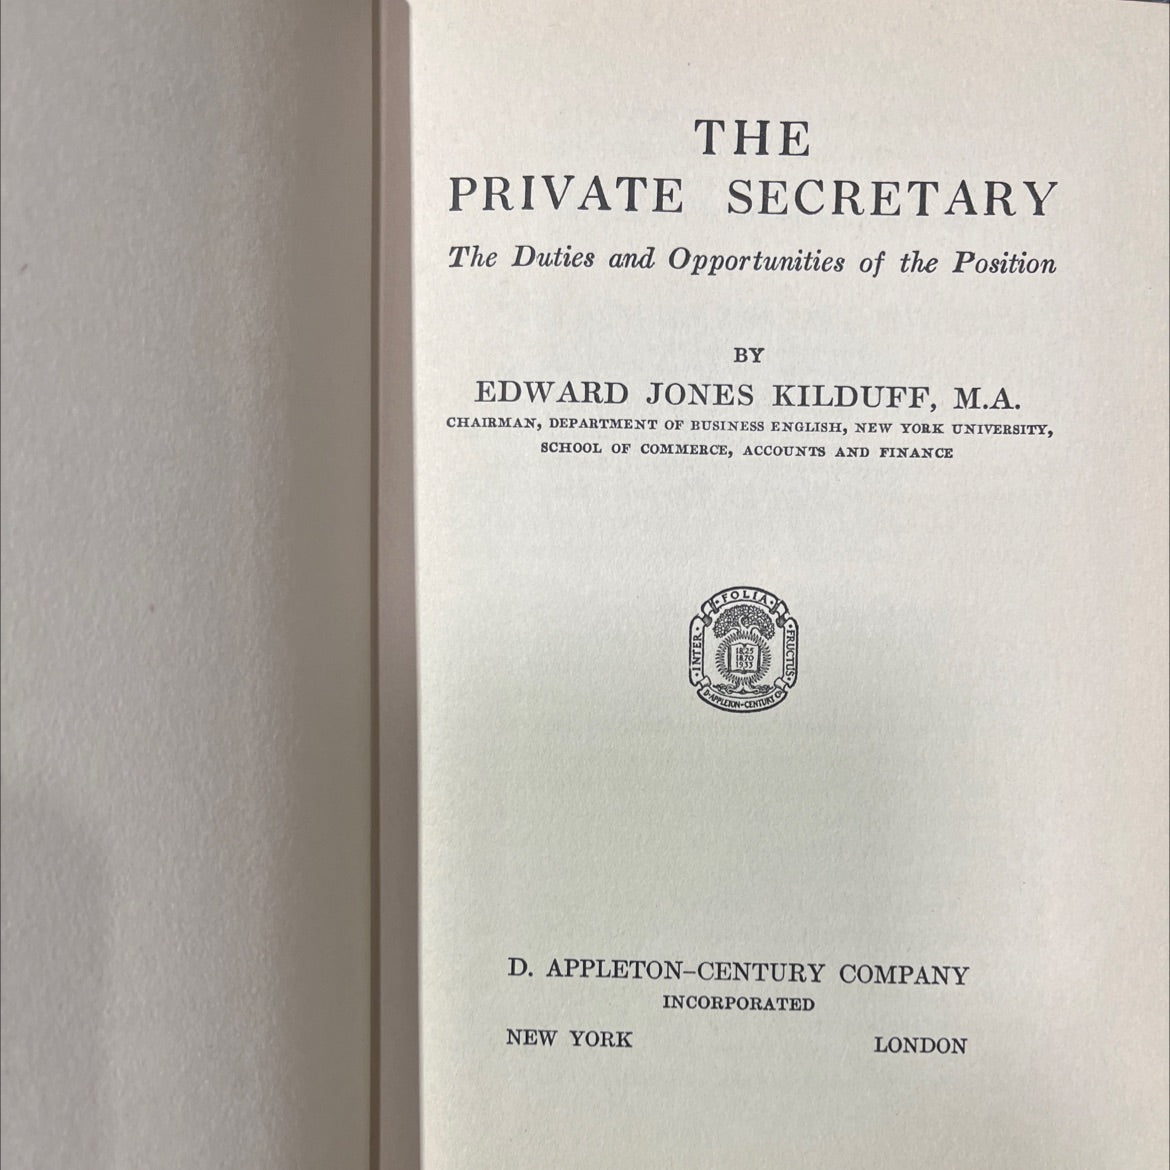 THE
PRIVATE SECRETARY
The Duties and Opportunities of the Position
BY
EDWARD JONES KILDUFF, M.A.
CHAIRMAN, DEPARTMENT OF BUSINESS ENGLISH, NEW YORK UNIVERSITY,
SCHOOL OF COMMERCE, ACCOUNTS AND FINANCE
INTER · FOLIA · FRUCTUS
1825
1870
1933
D·APPLETON-CENTURY CO
D. APPLETON–CENTURY COMPANY
INCORPORATED
NEW YORK LONDON